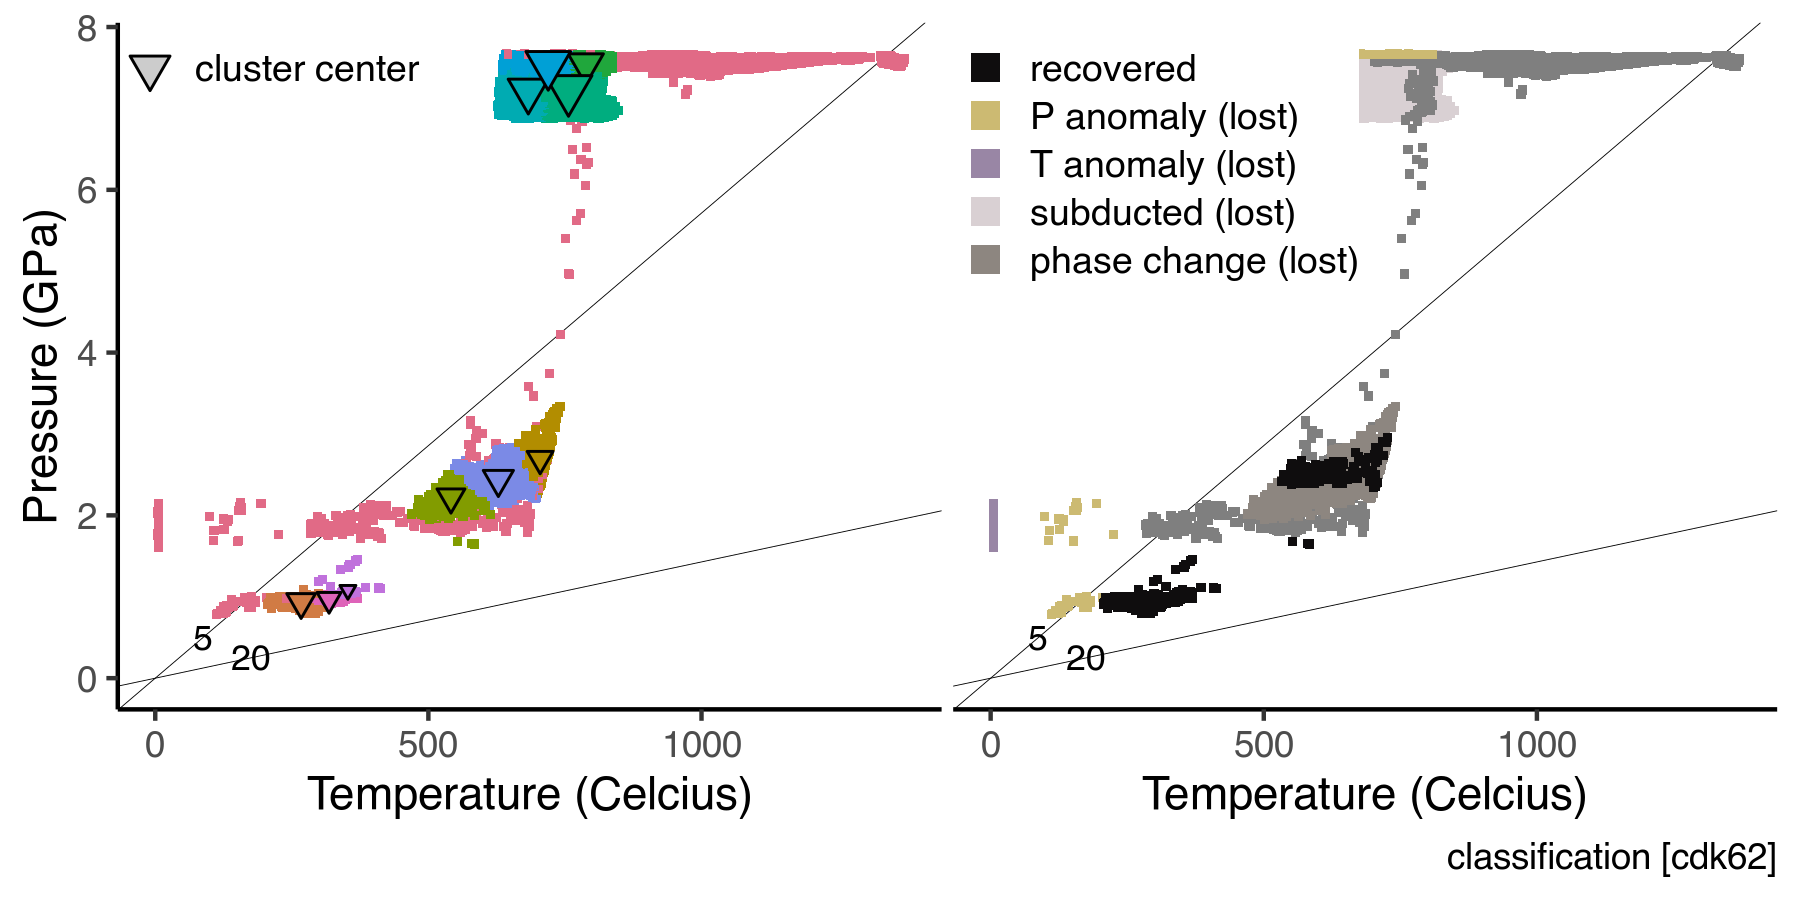 8
6
4
2
0
Pressure (GPa)
cluster center
5
20
0
500
1000
Temperature (Celcius)
recovered
P anomaly (lost)
T anomaly (lost)
subducted (lost)
phase change (lost)
5
20
0
500
1000
Temperature (Celcius)
classification [cdk62]